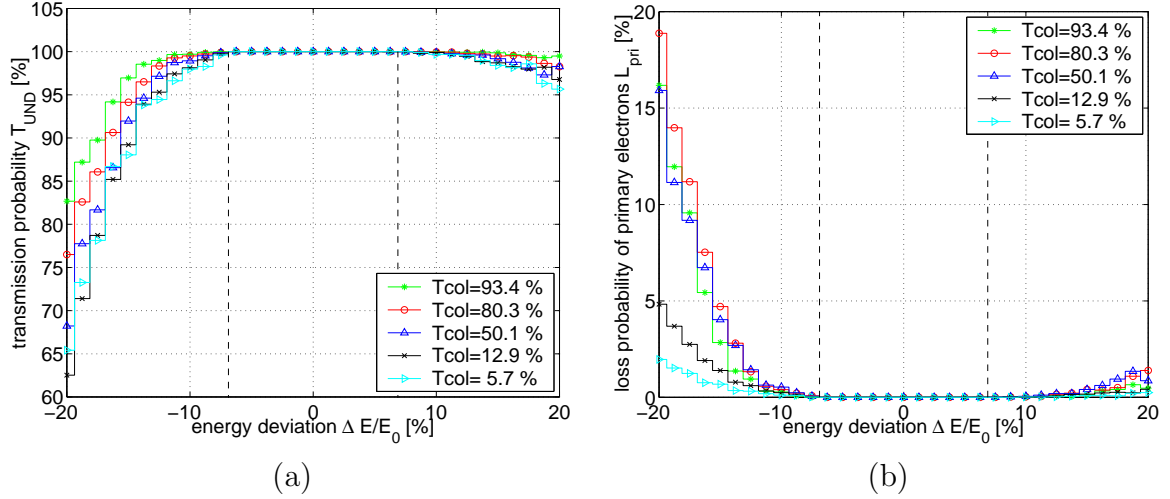 transmission probability T_UND [%]
100
95
90
85
80
75
70
65
60
Tcol=93.4 %
Tcol=80.3 %
Tcol=50.1 %
Tcol=12.9 %
Tcol= 5.7 %
−20
−10
0
10
20
energy deviation Δ E/E_0 [%]
(a)
loss probability of primary electrons L_pri [%]
20
15
10
5
0
Tcol=93.4 %
Tcol=80.3 %
Tcol=50.1 %
Tcol=12.9 %
Tcol= 5.7 %
−20
−10
0
10
20
energy deviation Δ E/E_0 [%]
(b)